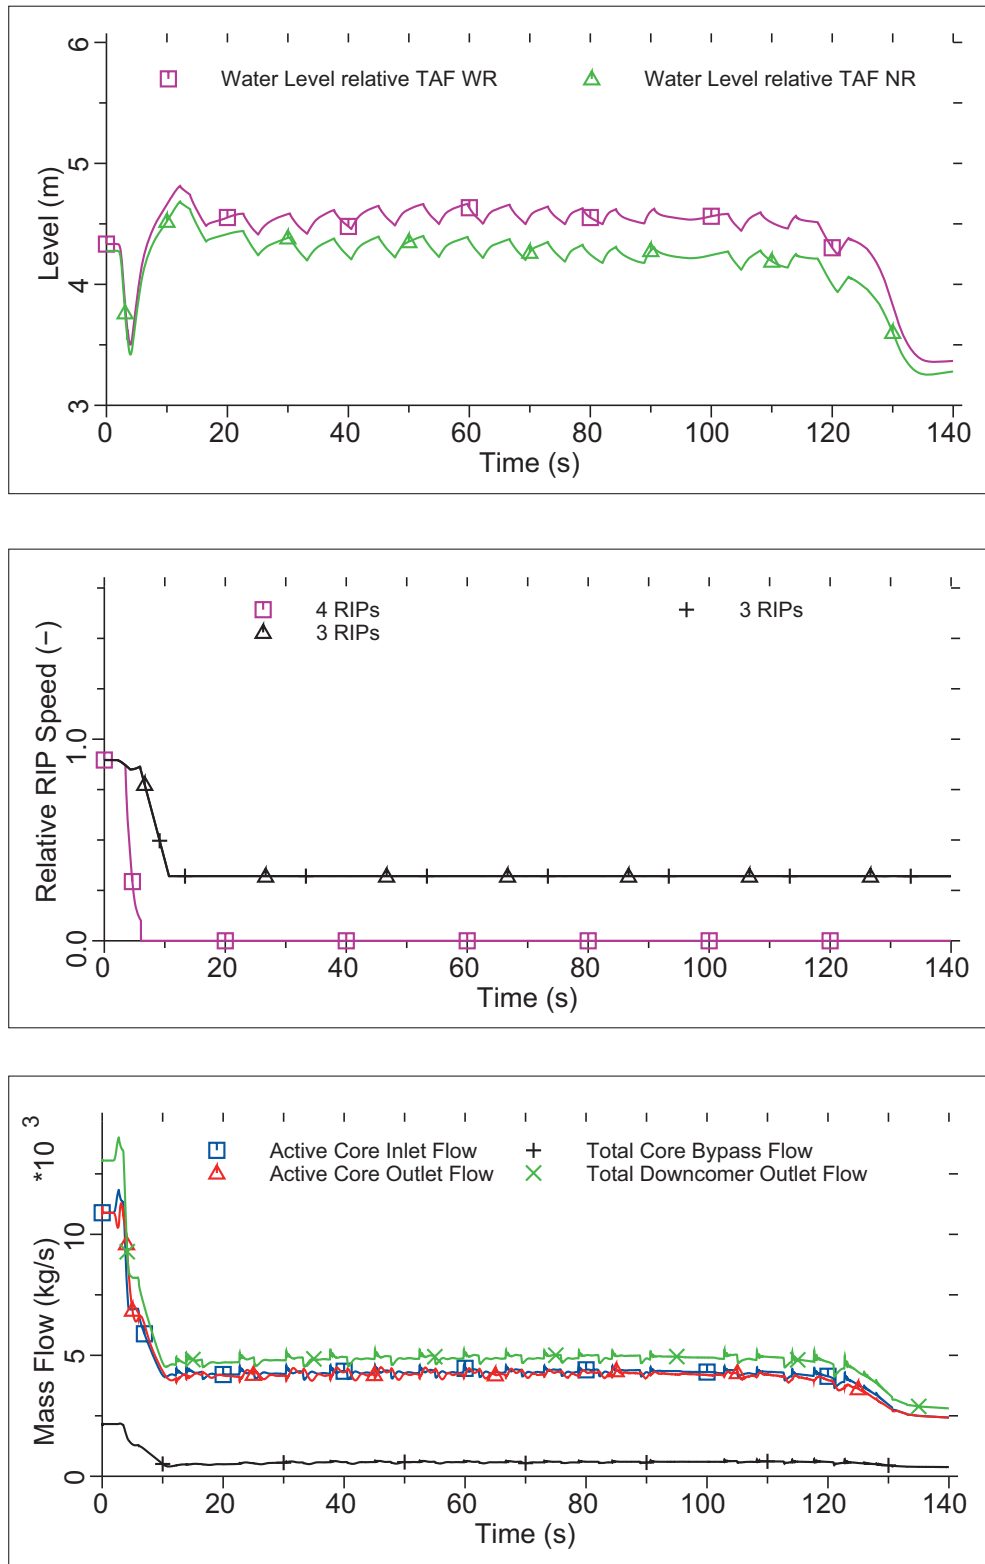 6
Water Level relative TAF WR
Water Level relative TAF NR
5
Level (m)
4
3
0 20 40 60 80 100 120 140
Time (s)
4 RIPs
3 RIPs
3 RIPs
Relative RIP Speed (−)
1.0
0.0
0 20 40 60 80 100 120 140
Time (s)
*10 3
Active Core Inlet Flow
Total Core Bypass Flow
Active Core Outlet Flow
Total Downcomer Outlet Flow
Mass Flow (kg/s)
10
5
0
0 20 40 60 80 100 120 140
Time (s)